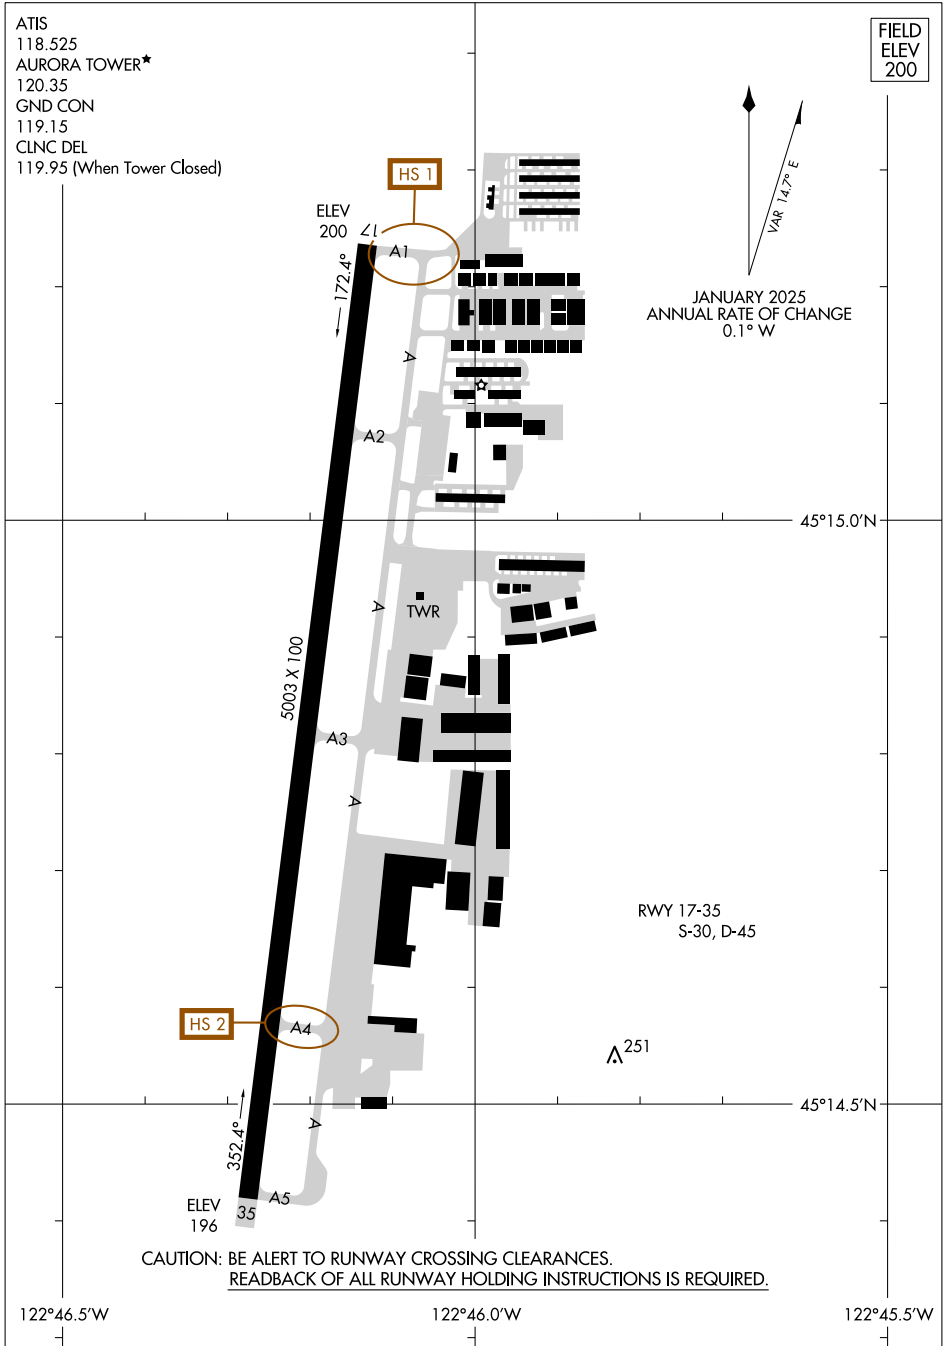 ATIS
118.525
AURORA TOWER★
120.35
GND CON
119.15
CLNC DEL
119.95 (When Tower Closed)
FIELD
ELEV
200
HS 1
ELEV
200
17
A1
172.4°
VAR 14.7° E
JANUARY 2025
ANNUAL RATE OF CHANGE
0.1° W
A
A2
45°15.0'N
A
TWR
5003 X 100
A3
A
RWY 17-35
S-30, D-45
HS 2
A4
251
45°14.5'N
352.4°
A
A5
ELEV
196
35
CAUTION: BE ALERT TO RUNWAY CROSSING CLEARANCES.
READBACK OF ALL RUNWAY HOLDING INSTRUCTIONS IS REQUIRED.
122°46.5'W
122°46.0'W
122°45.5'W